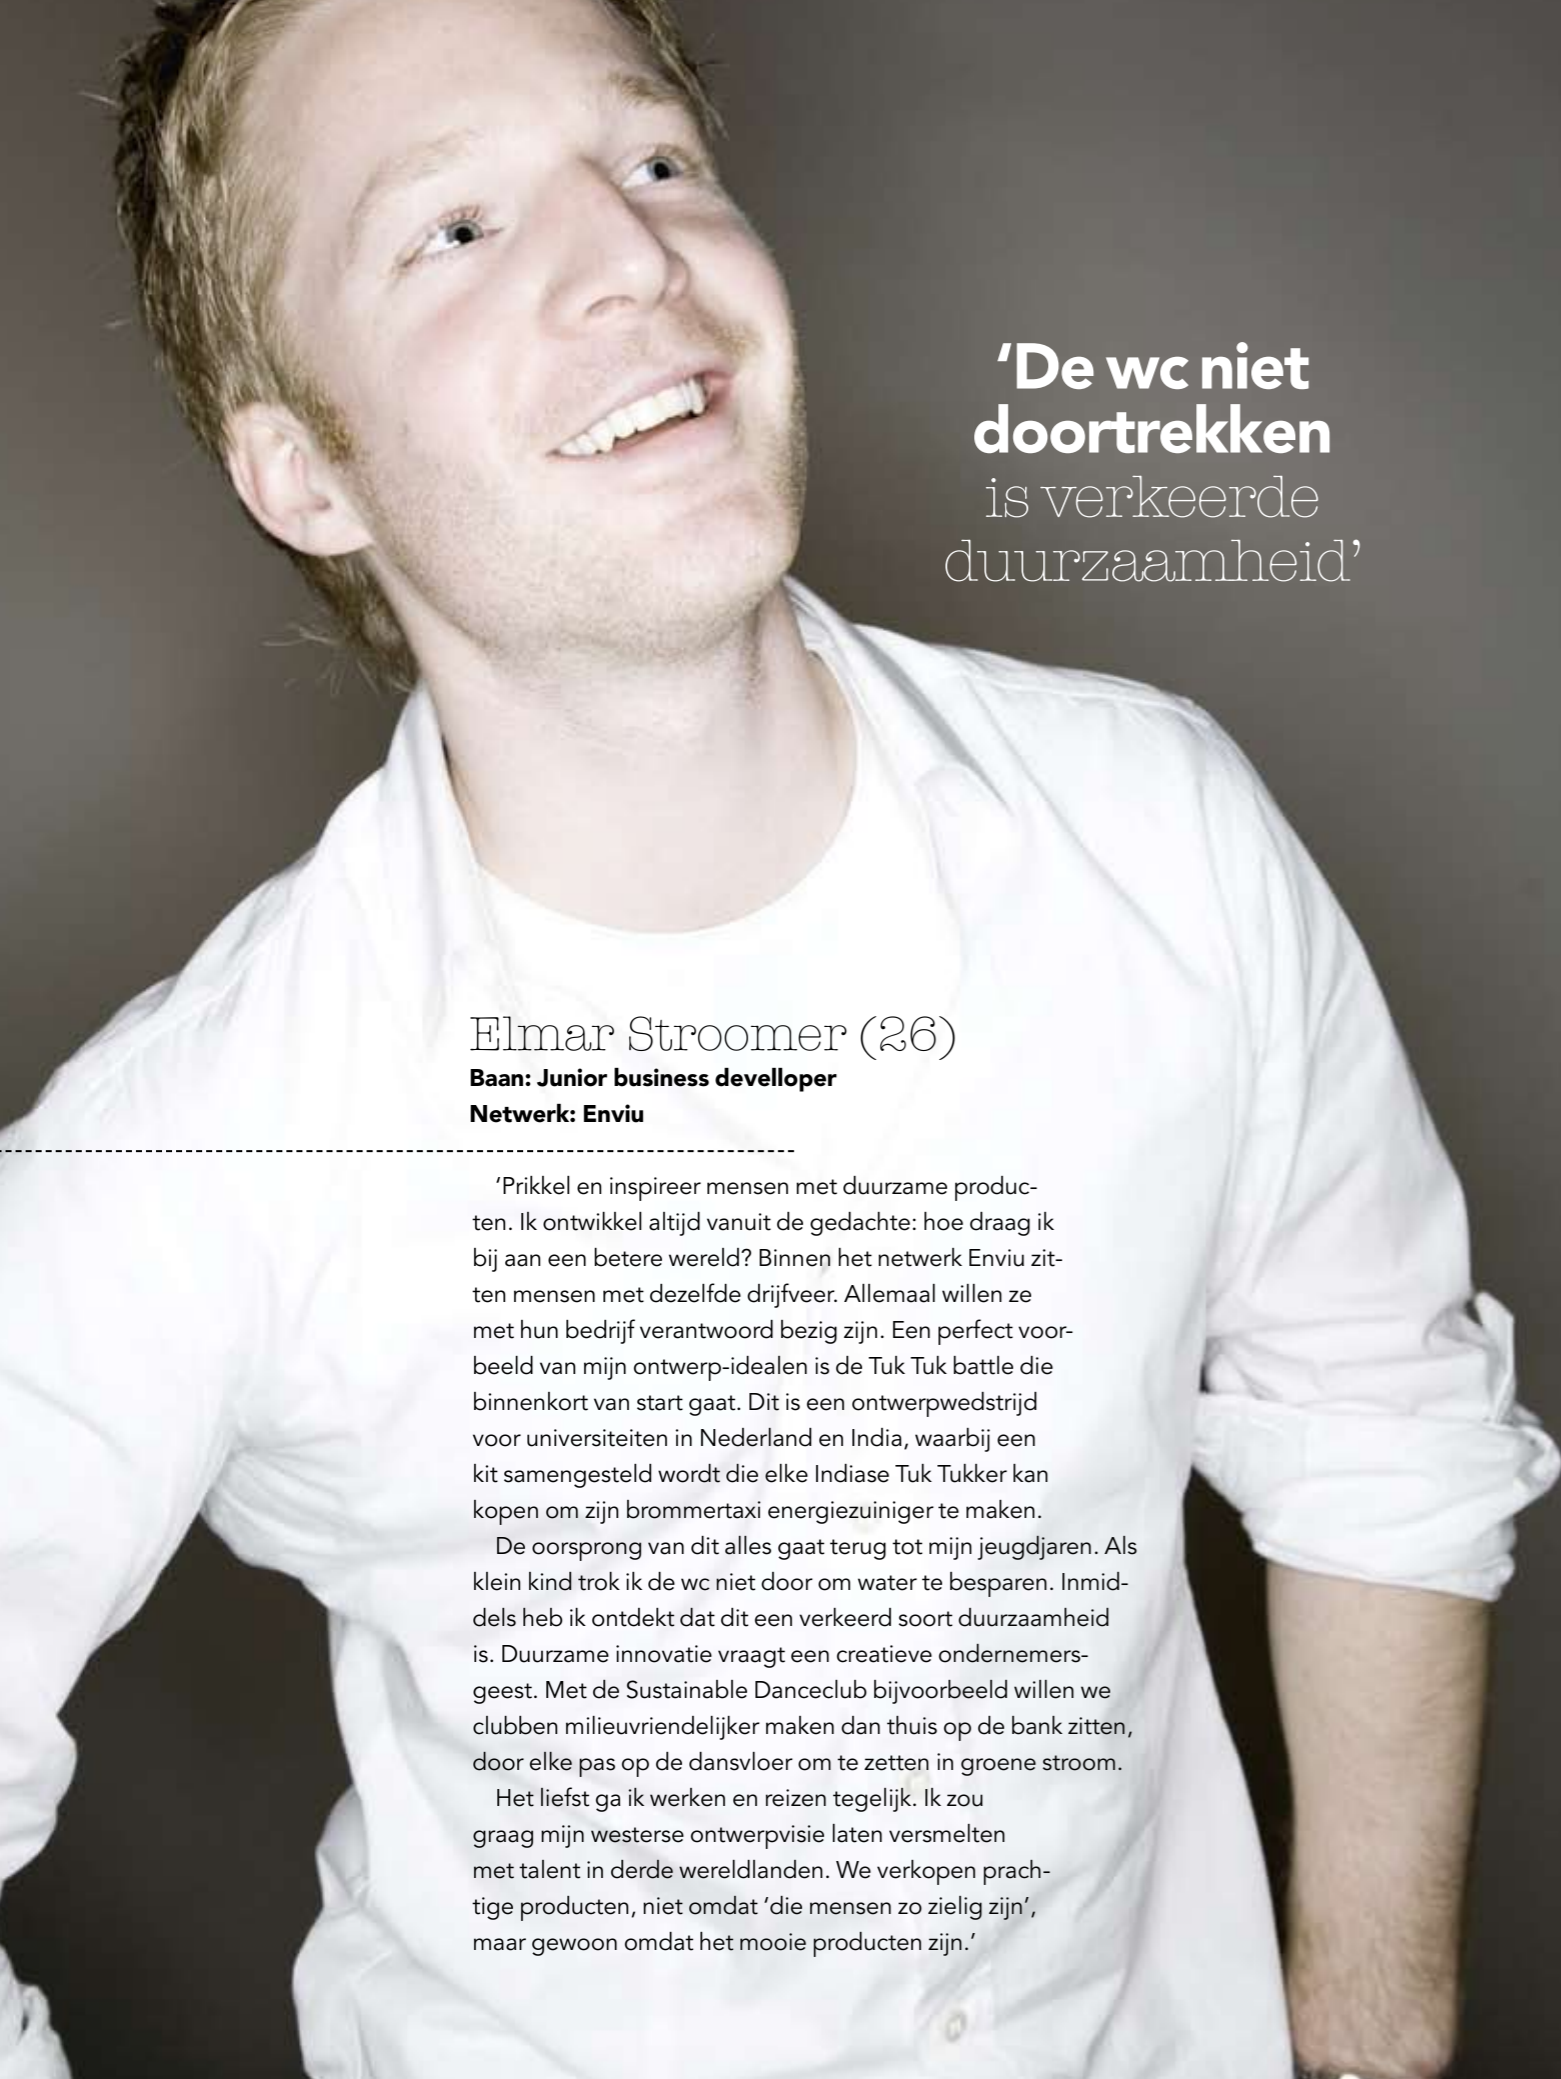 ‘De wc niet
doortrekken
is verkeerde
duurzaamheid’
Elmar Stroomer (26)
Baan: Junior business develloper
Netwerk: Enviu
‘Prikkel en inspireer mensen met duurzame produc-
ten. Ik ontwikkel altijd vanuit de gedachte: hoe draag ik
bij aan een betere wereld? Binnen het netwerk Enviu zit-
ten mensen met dezelfde drijfveer. Allemaal willen ze
met hun bedrijf verantwoord bezig zijn. Een perfect voor-
beeld van mijn ontwerp-idealen is de Tuk Tuk battle die
binnenkort van start gaat. Dit is een ontwerpwedstrijd
voor universiteiten in Nederland en India, waarbij een
kit samengesteld wordt die elke Indiase Tuk Tukker kan
kopen om zijn brommertaxi energiezuiniger te maken.
De oorsprong van dit alles gaat terug tot mijn jeugdjaren. Als
klein kind trok ik de wc niet door om water te besparen. Inmid-
dels heb ik ontdekt dat dit een verkeerd soort duurzaamheid
is. Duurzame innovatie vraagt een creatieve ondernemers-
geest. Met de Sustainable Danceclub bijvoorbeeld willen we
clubben milieuvriendelijker maken dan thuis op de bank zitten,
door elke pas op de dansvloer om te zetten in groene stroom.
Het liefst ga ik werken en reizen tegelijk. Ik zou
graag mijn westerse ontwerpvisie laten versmelten
met talent in derde wereldlanden. We verkopen prach-
tige producten, niet omdat ‘die mensen zo zielig zijn’,
maar gewoon omdat het mooie producten zijn.’